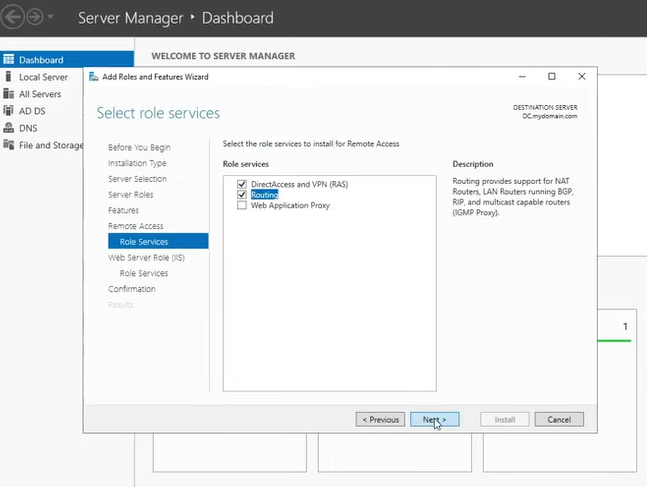 Server Manager • Dashboard
Dashboard
Local Server
All Servers
AD DS
DNS
File and Storage
WELCOME TO SERVER MANAGER
Add Roles and Features Wizard
Select role services
DESTINATION SERVER
DC.mydomain.com
Before You Begin
Installation Type
Server Selection
Server Roles
Features
Remote Access
Role Services
Web Server Role (IIS)
Role Services
Confirmation
Results
Select the role services to install for Remote Access
Role services
DirectAccess and VPN (RAS)
Routing
Web Application Proxy
Description
Routing provides support for NAT
Routers, LAN Routers running BGP,
RIP, and multicast capable routers
(IGMP Proxy).
1
< Previous
Next >
Install
Cancel